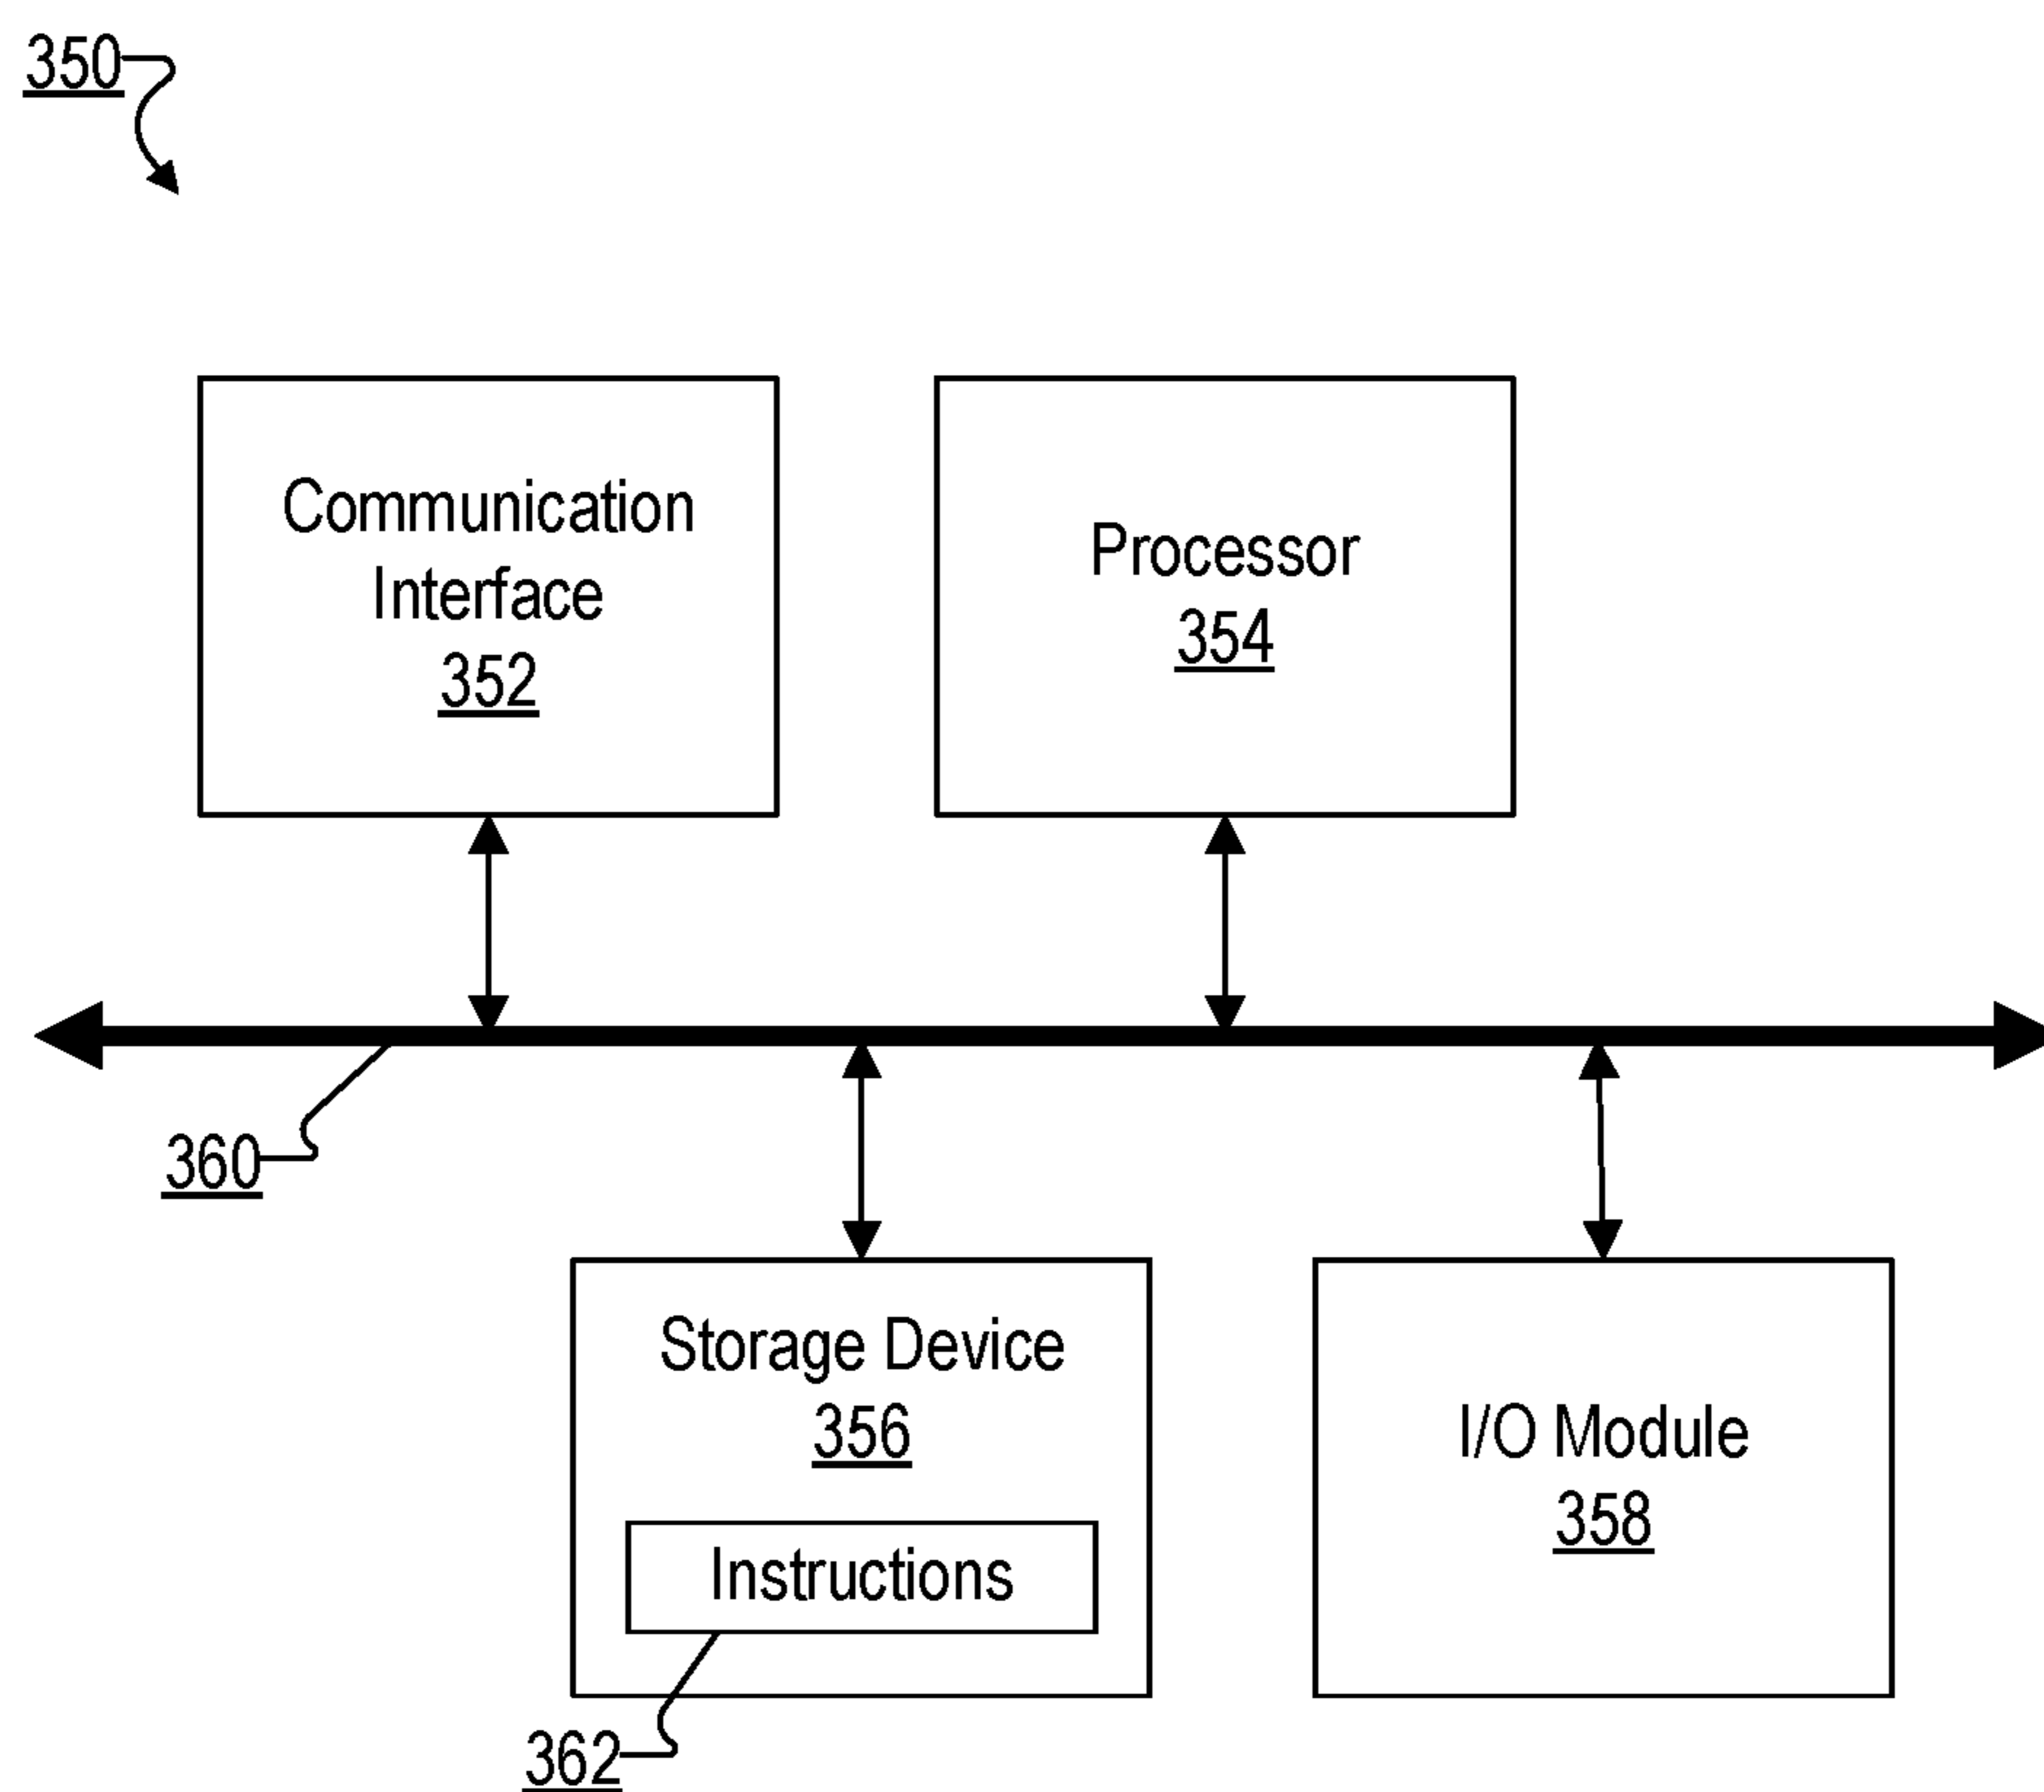 350
Communication
Interface
352
Processor
354
360
Storage Device
356
Instructions
I/O Module
358
362